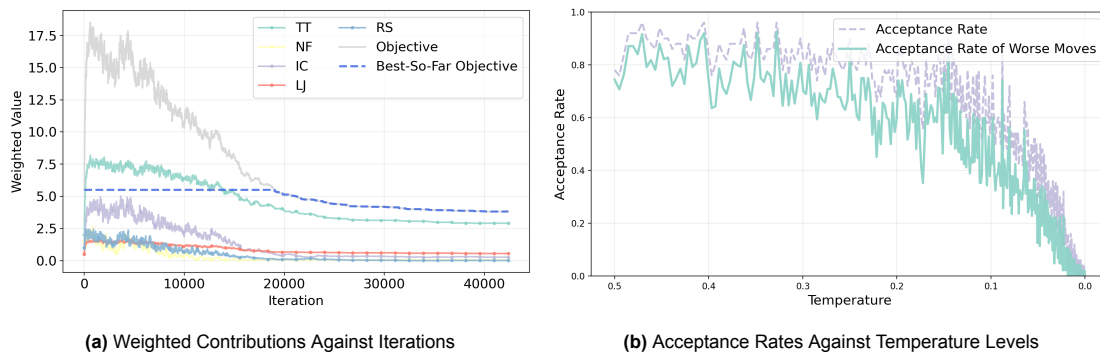 TT
NF
IC
LJ
RS
Objective
Best-So-Far Objective
17.5
15.0
12.5
10.0
7.5
5.0
2.5
0.0
Weighted Value
0
10000
20000
30000
40000
Iteration
(a) Weighted Contributions Against Iterations
Acceptance Rate
Acceptance Rate of Worse Moves
1.0
0.8
0.6
0.4
0.2
0.0
Acceptance Rate
0.5
0.4
0.3
0.2
0.1
0.0
Temperature
(b) Acceptance Rates Against Temperature Levels